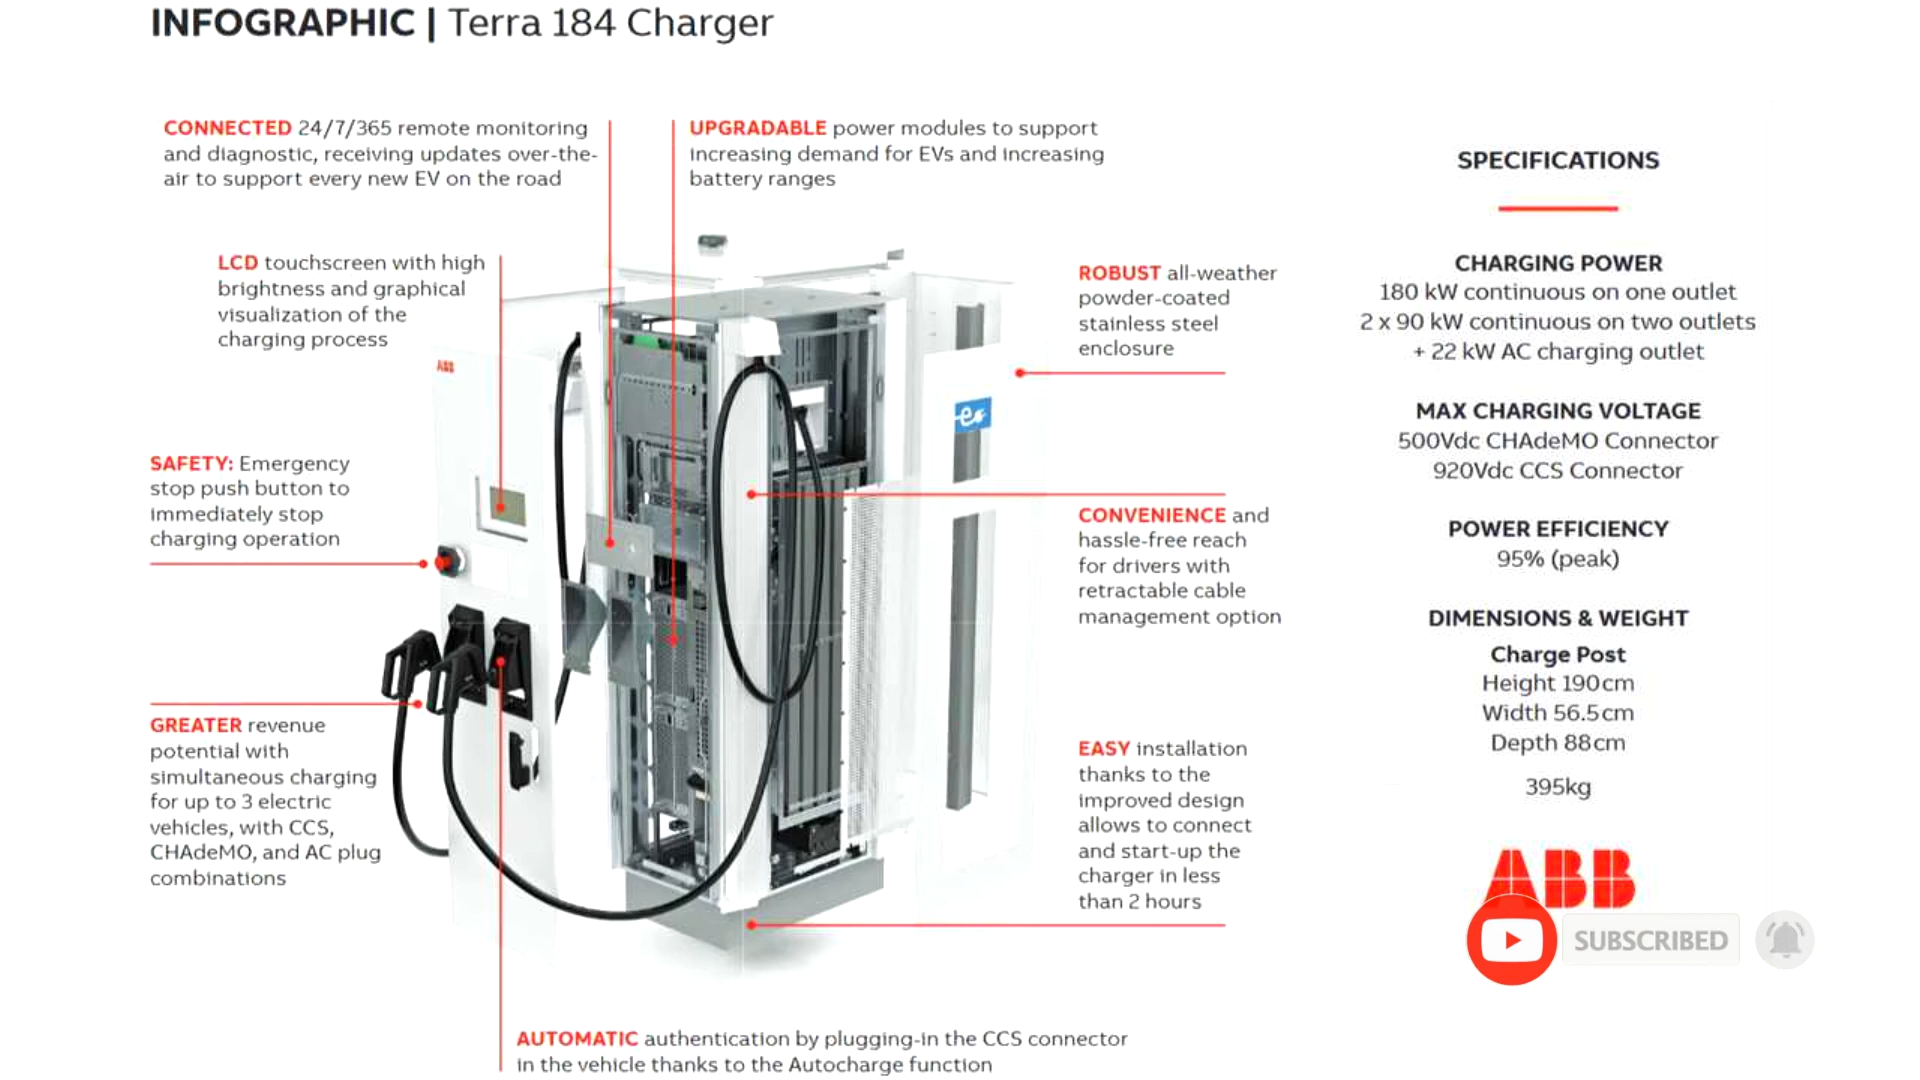 INFOGRAPHIC | Terra 184 Charger
CONNECTED 24/7/365 remote monitoring
and diagnostic, receiving updates over-the-
air to support every new EV on the road
UPGRADABLE power modules to support
increasing demand for EVs and increasing
battery ranges
LCD touchscreen with high
brightness and graphical
visualization of the
charging process
ABB
SAFETY: Emergency
stop push button to
immediately stop
charging operation
GREATER revenue
potential with
simultaneous charging
for up to 3 electric
vehicles, with CCS,
CHAdeMO, and AC plug
combinations
ROBUST all-weather
powder-coated
stainless steel
enclosure
e
CONVENIENCE and
hassle-free reach
for drivers with
retractable cable
management option
EASY installation
thanks to the
improved design
allows to connect
and start-up the
charger in less
than 2 hours
AUTOMATIC authentication by plugging-in the CCS connector
in the vehicle thanks to the Autocharge function
SPECIFICATIONS
CHARGING POWER
180 kW continuous on one outlet
2 x 90 kW continuous on two outlets
+ 22 kW AC charging outlet
MAX CHARGING VOLTAGE
500Vdc CHAdeMO Connector
920Vdc CCS Connector
POWER EFFICIENCY
95% (peak)
DIMENSIONS & WEIGHT
Charge Post
Height 190cm
Width 56.5cm
Depth 88cm
395kg
ABB
SUBSCRIBED